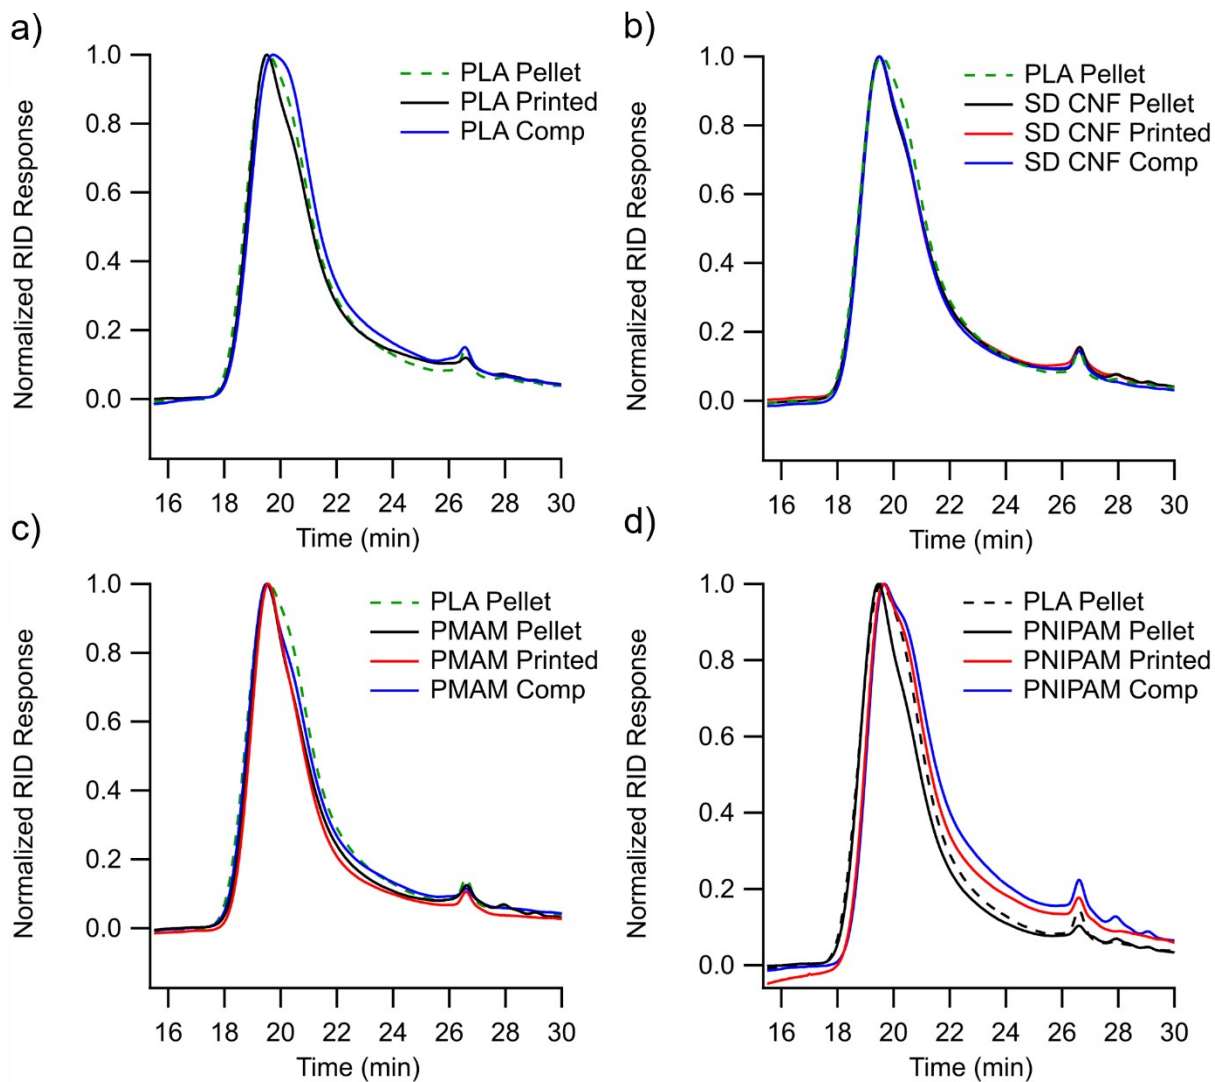 a)
Normalized RID Response
1.0
0.8
0.6
0.4
0.2
0.0
PLA Pellet
PLA Printed
PLA Comp
16 18 20 22 24 26 28 30
Time (min)
b)
Normalized RID Response
1.0
0.8
0.6
0.4
0.2
0.0
PLA Pellet
SD CNF Pellet
SD CNF Printed
SD CNF Comp
16 18 20 22 24 26 28 30
Time (min)
c)
Normalized RID Response
1.0
0.8
0.6
0.4
0.2
0.0
PLA Pellet
PMAM Pellet
PMAM Printed
PMAM Comp
16 18 20 22 24 26 28 30
Time (min)
d)
Normalized RID Response
1.0
0.8
0.6
0.4
0.2
0.0
PLA Pellet
PNIPAM Pellet
PNIPAM Printed
PNIPAM Comp
16 18 20 22 24 26 28 30
Time (min)